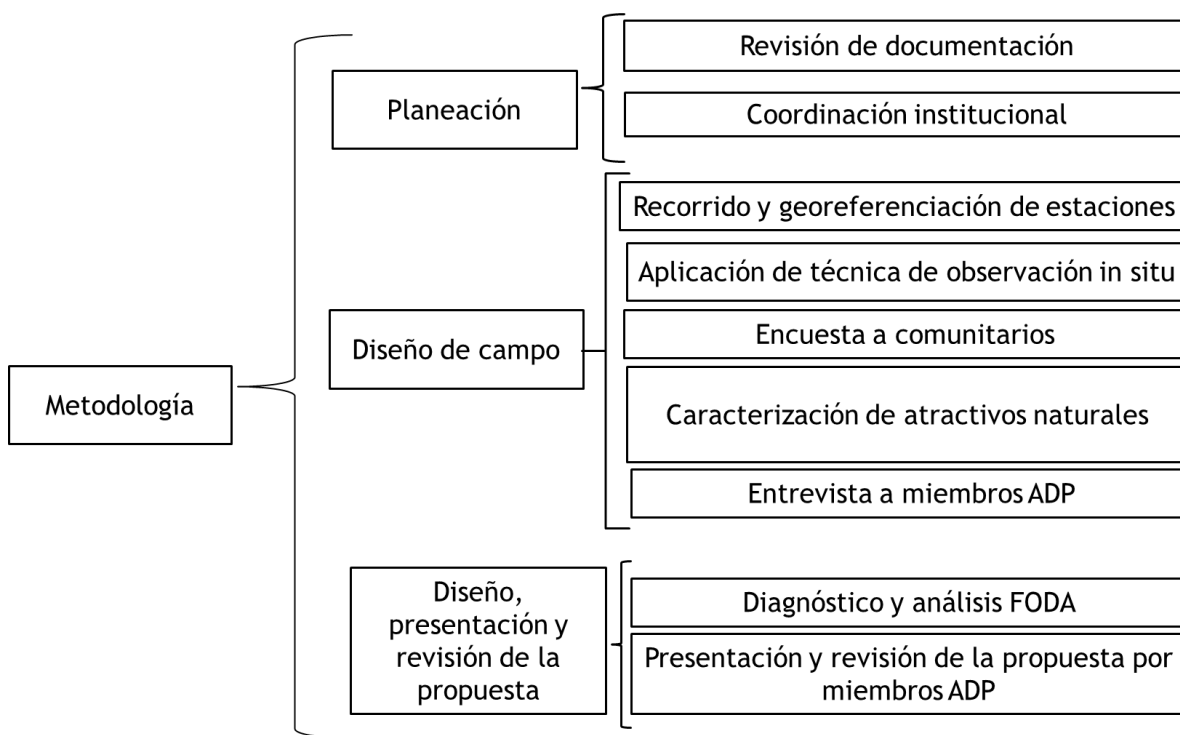 Metodología
Planeación
Revisión de documentación
Coordinación institucional
Diseño de campo
Recorrido y georeferenciación de estaciones
Aplicación de técnica de observación in situ
Encuesta a comunitarios
Caracterización de atractivos naturales
Entrevista a miembros ADP
Diseño,
presentación y
revisión de la
propuesta
Diagnóstico y análisis FODA
Presentación y revisión de la propuesta por
miembros ADP